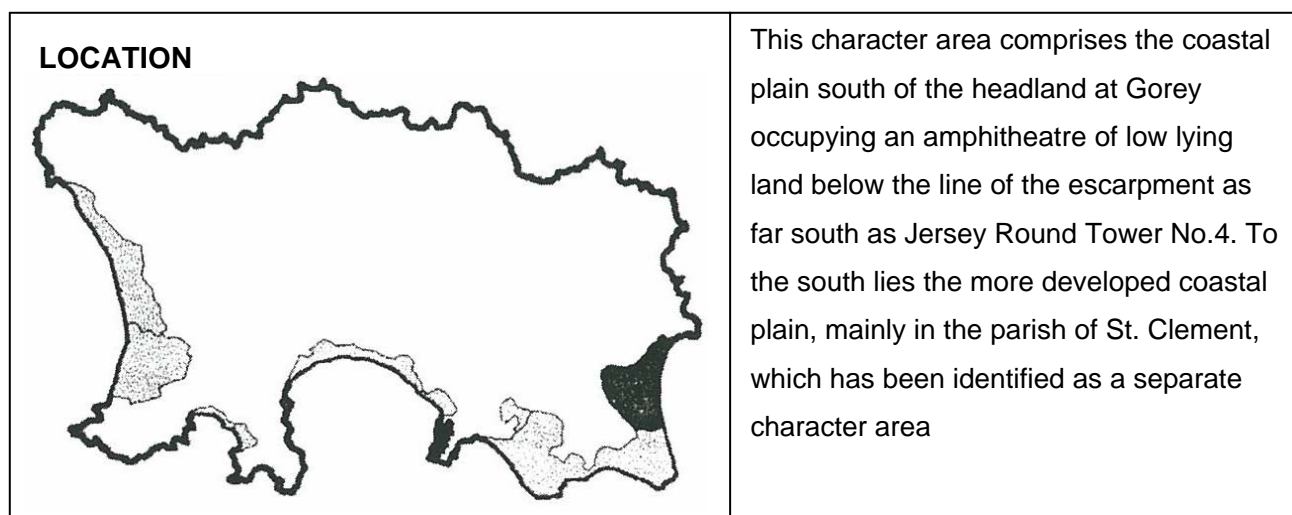 LOCATION
This character area comprises the coastal
plain south of the headland at Gorey
occupying an amphitheatre of low lying
land below the line of the escarpment as
far south as Jersey Round Tower No.4. To
the south lies the more developed coastal
plain, mainly in the parish of St. Clement,
which has been identified as a separate
character area